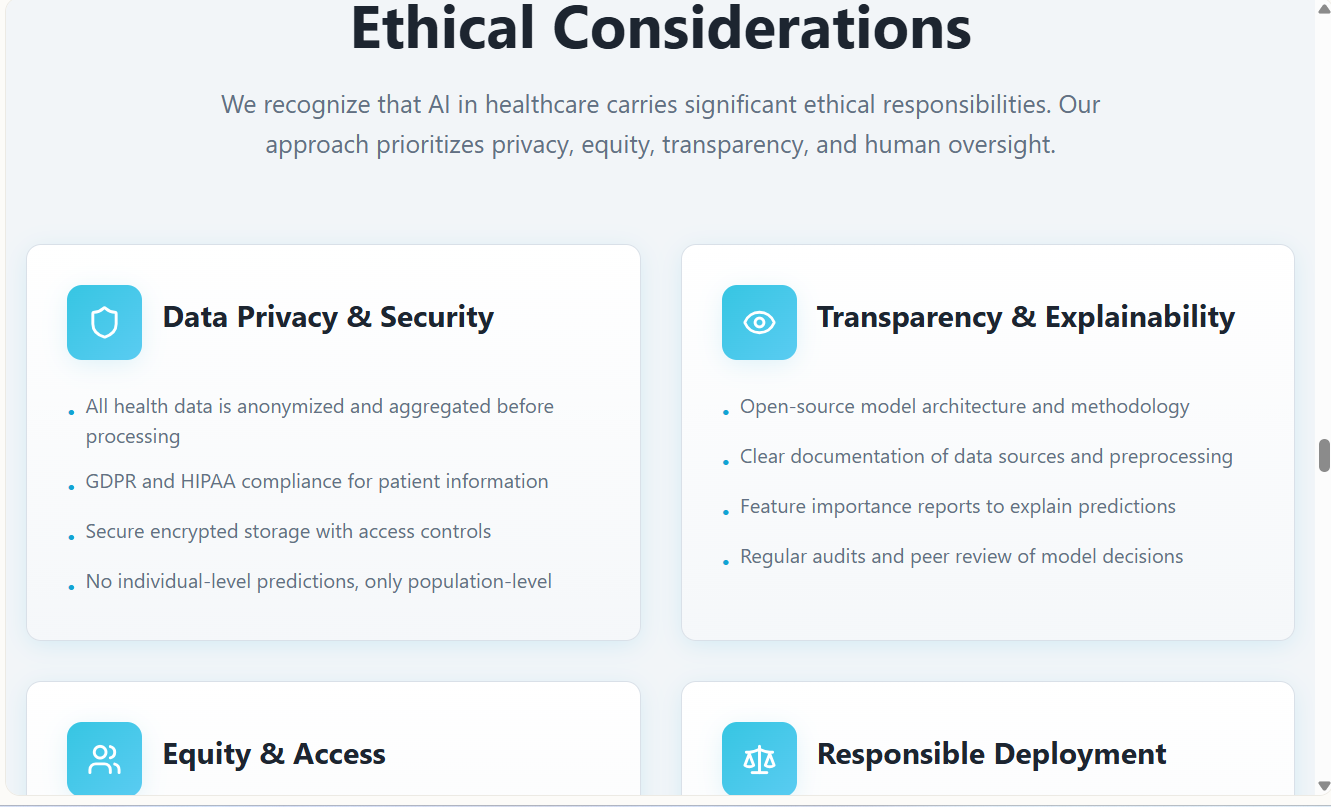 Ethical Considerations
We recognize that AI in healthcare carries significant ethical responsibilities. Our
approach prioritizes privacy, equity, transparency, and human oversight.
Data Privacy & Security
• All health data is anonymized and aggregated before
processing
• GDPR and HIPAA compliance for patient information
• Secure encrypted storage with access controls
• No individual-level predictions, only population-level
Transparency & Explainability
• Open-source model architecture and methodology
• Clear documentation of data sources and preprocessing
• Feature importance reports to explain predictions
• Regular audits and peer review of model decisions
Equity & Access
Responsible Deployment